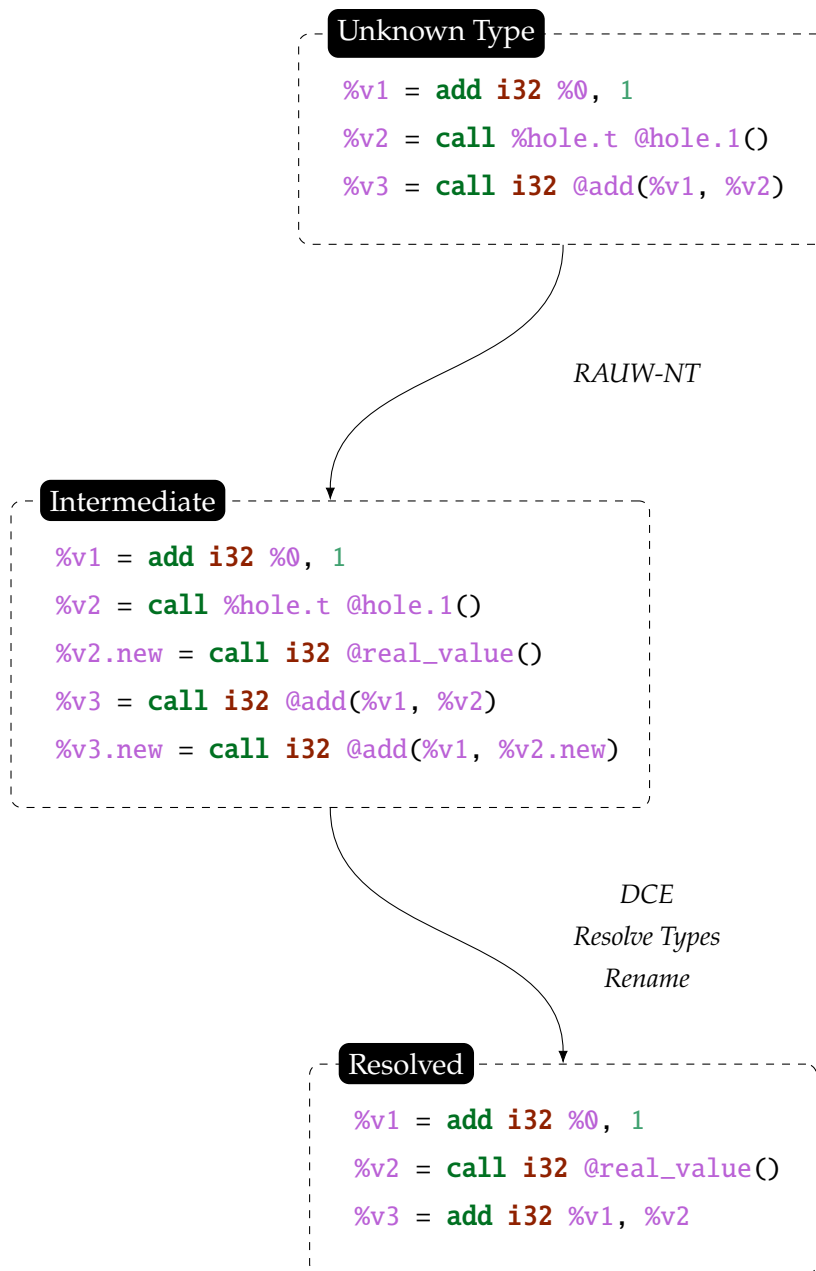 Unknown Type
%v1 = add i32 %0, 1
%v2 = call %hole.t @hole.1()
%v3 = call i32 @add(%v1, %v2)
RAUW-NT
Intermediate
%v1 = add i32 %0, 1
%v2 = call %hole.t @hole.1()
%v2.new = call i32 @real_value()
%v3 = call i32 @add(%v1, %v2)
%v3.new = call i32 @add(%v1, %v2.new)
DCE
Resolve Types
Rename
Resolved
%v1 = add i32 %0, 1
%v2 = call i32 @real_value()
%v3 = add i32 %v1, %v2